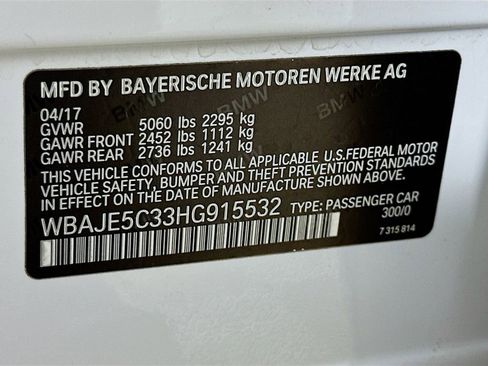 MFD BY BAYERISCHE MOTOREN WERKE AG
04/17
GVWR 5060 lbs 2295 kg
GAWR FRONT 2452 lbs 1112 kg
GAWR REAR 2736 lbs 1241 kg
THIS VEHICLE CONFORMS TO ALL APPLICABLE U.S.FEDERAL MOTOR
VEHICLE SAFETY, BUMPER AND THEFT PREVENTION STANDARDS
IN EFFECT ON THE DATE OF MANUFACTURE SHOWN ABOVE.
WBAJE5C33HG915532 TYPE: PASSENGER CAR
300/0
7 315 814
BMW
BMW
BMW